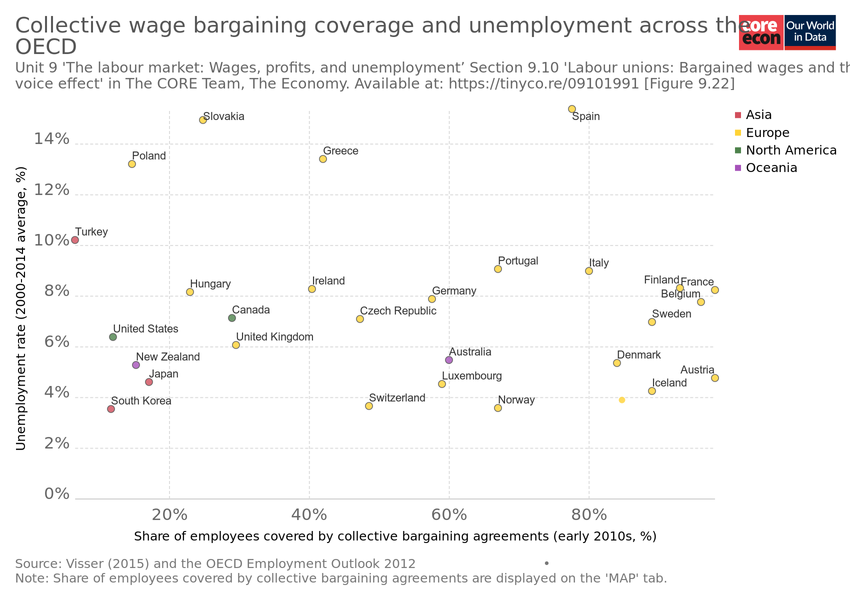 Collective wage bargaining coverage and unemployment across the
OECD
core
econ
Our World
in Data
Unit 9 'The labour market: Wages, profits, and unemployment’ Section 9.10 'Labour unions: Bargained wages and th
voice effect' in The CORE Team, The Economy. Available at: https://tinyco.re/09101991 [Figure 9.22]
Asia
Europe
North America
Oceania
Unemployment rate (2000-2014 average, %)
14%
12%
10%
8%
6%
4%
2%
0%
Slovakia
Spain
Poland
Greece
Turkey
Portugal
Italy
Hungary
Ireland
Germany
Finland
France
Belgium
Canada
Czech Republic
Sweden
United States
United Kingdom
New Zealand
Australia
Denmark
Japan
Luxembourg
Austria
Iceland
South Korea
Switzerland
Norway
20%
40%
60%
80%
Share of employees covered by collective bargaining agreements (early 2010s, %)
Source: Visser (2015) and the OECD Employment Outlook 2012
•
Note: Share of employees covered by collective bargaining agreements are displayed on the 'MAP' tab.